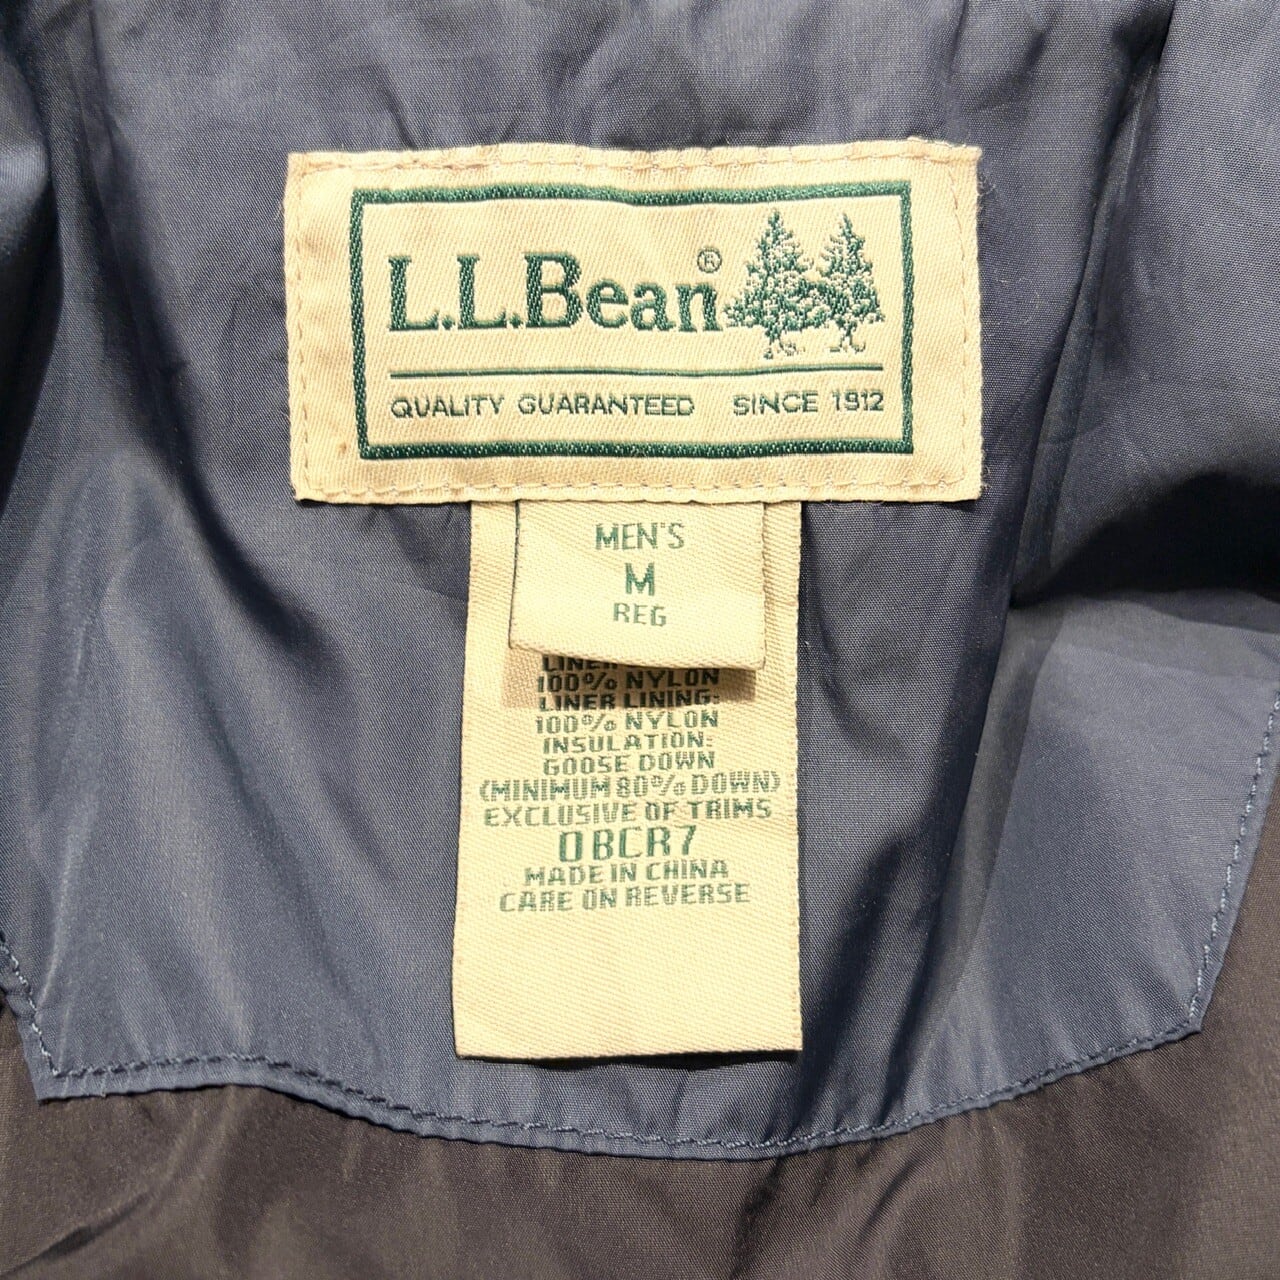 L.L.Bean®
QUALITY GUARANTEED SINCE 1912
MEN'S
M
REG
100% NYLON
LINER LINING:
100% NYLON
INSULATION:
GOOSE DOWN
(MINIMUM 80% DOWN)
EXCLUSIVE OF TRIMS
0BCR7
MADE IN CHINA
CARE ON REVERSE